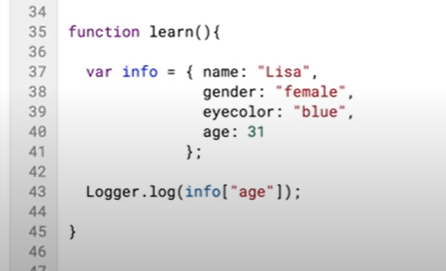 34
35 function learn(){
36
37   var info = { name: "Lisa",
38                gender: "female",
39                eyecolor: "blue",
40                age: 31
41              };
42
43   Logger.log(info["age"]);
44
45 }
46